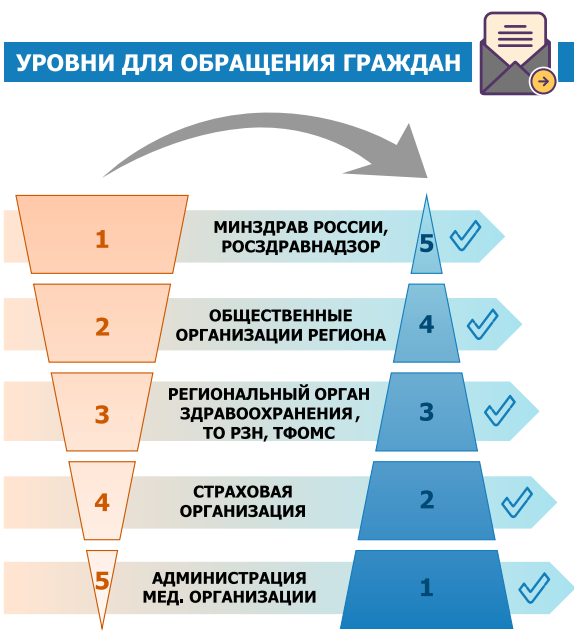 УРОВНИ ДЛЯ ОБРАЩЕНИЯ ГРАЖДАН
1
МИНЗДРАВ РОССИИ,
РОСЗДРАВНАДЗОР
5
2
ОБЩЕСТВЕННЫЕ
ОРГАНИЗАЦИИ РЕГИОНА
4
3
РЕГИОНАЛЬНЫЙ ОРГАН
ЗДРАВООХРАНЕНИЯ,
ТО РЗН, ТФОМС
3
4
СТРАХОВАЯ
ОРГАНИЗАЦИЯ
2
5
АДМИНИСТРАЦИЯ
МЕД. ОРГАНИЗАЦИИ
1